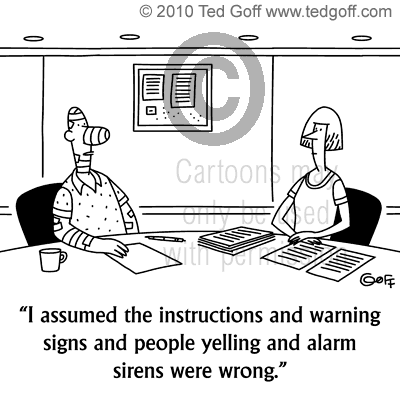 © 2010 Ted Goff www.tedgoff.com
©
Cartoons may
only be used
with permission
GOFF
“I assumed the instructions and warning
signs and people yelling and alarm
sirens were wrong.”